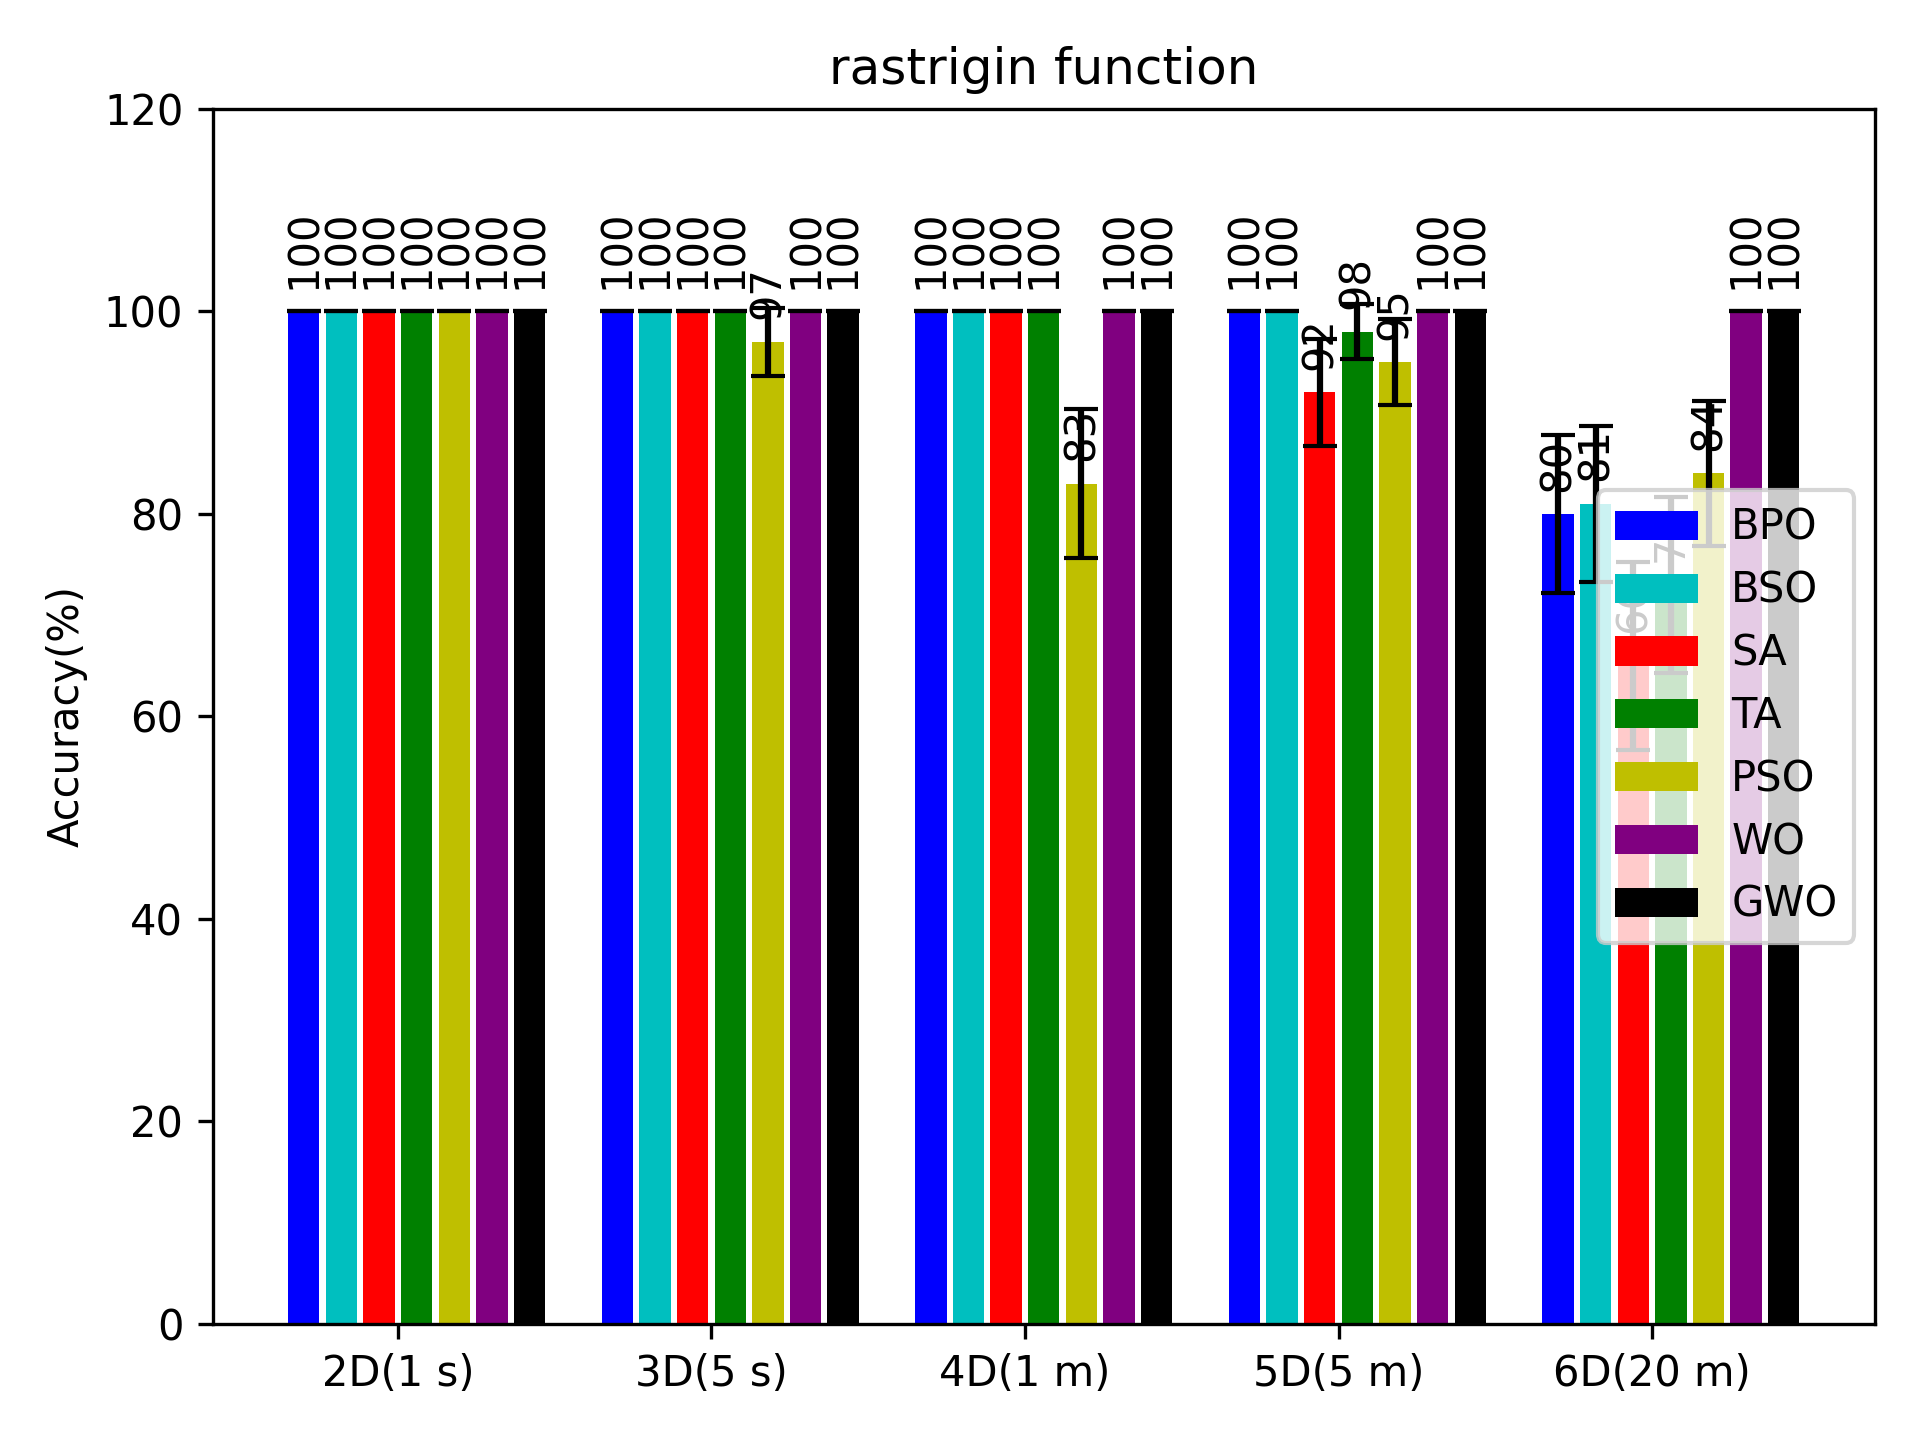 rastrigin function
Accuracy(%)
120
100
80
60
40
20
0
100 100 100 100 100 100 100
100 100 100 100 97 100 100
100 100 100 100 83 100 100
100 100 92 98 95 100 100
80 81 84 100 100
2D(1 s) 3D(5 s) 4D(1 m) 5D(5 m) 6D(20 m)
BPO
BSO
SA
TA
PSO
WO
GWO